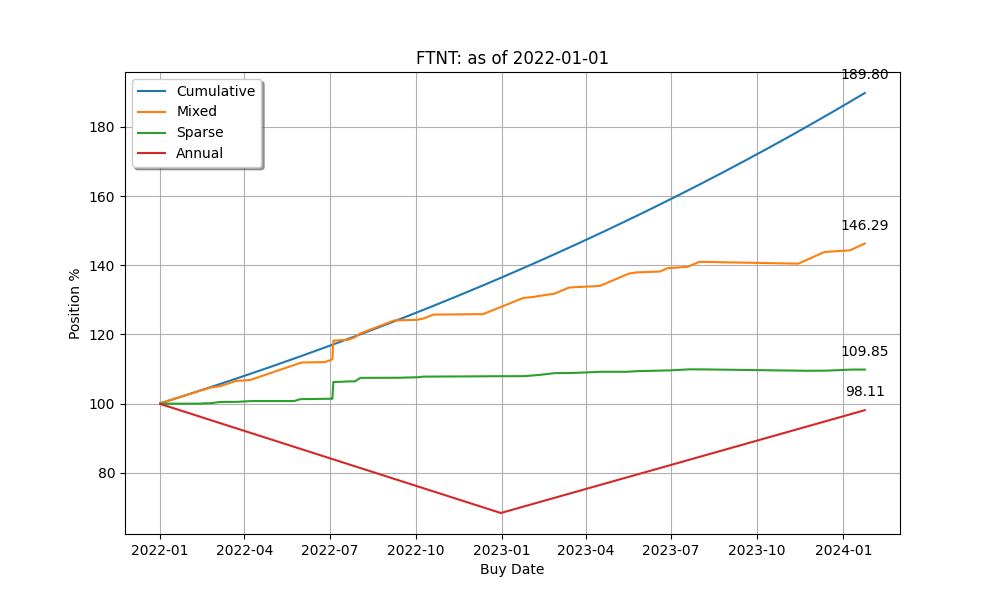 FTNT: as of 2022-01-01
189.80
Cumulative
Mixed
Sparse
Annual
180
160
146.29
140
120
109.85
100
98.11
80
Position %
2022-01 2022-04 2022-07 2022-10 2023-01 2023-04 2023-07 2023-10 2024-01
Buy Date